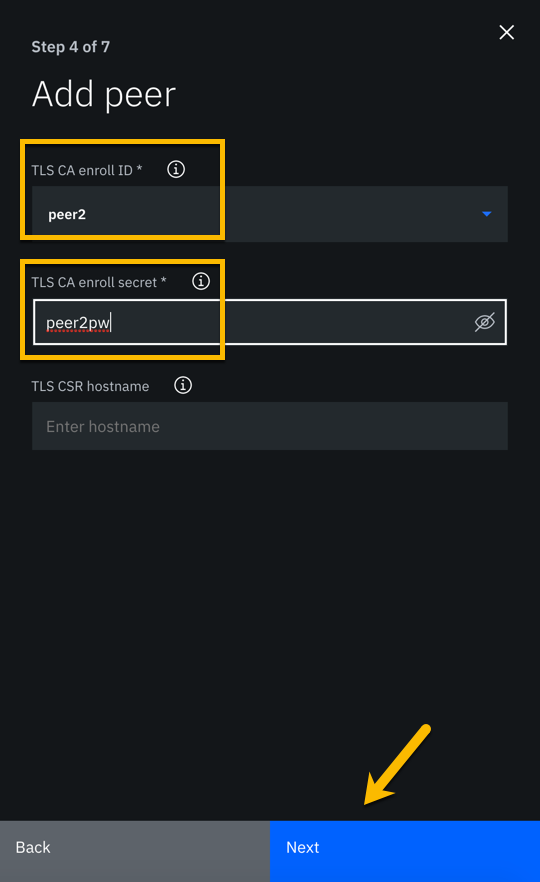 Step 4 of 7
Add peer
TLS CA enroll ID *
peer2
TLS CA enroll secret *
peer2pw
TLS CSR hostname
Enter hostname
Back
Next